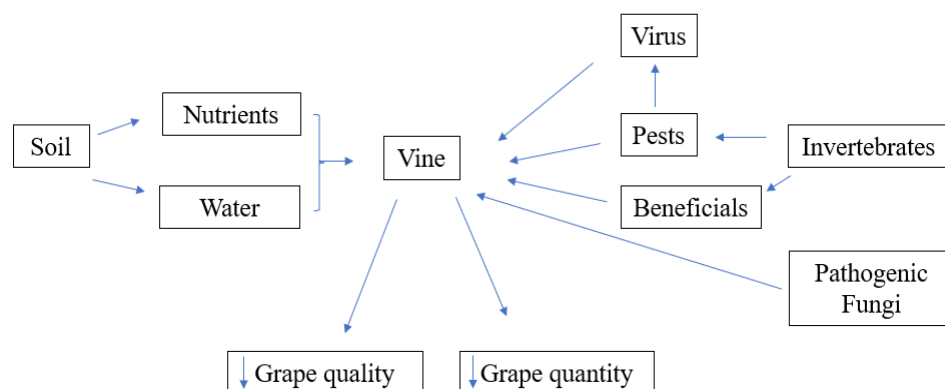 Virus
Nutrients
Soil
Pests
Invertebrates
Vine
Water
Beneficials
Pathogenic
Fungi
Grape quality
Grape quantity